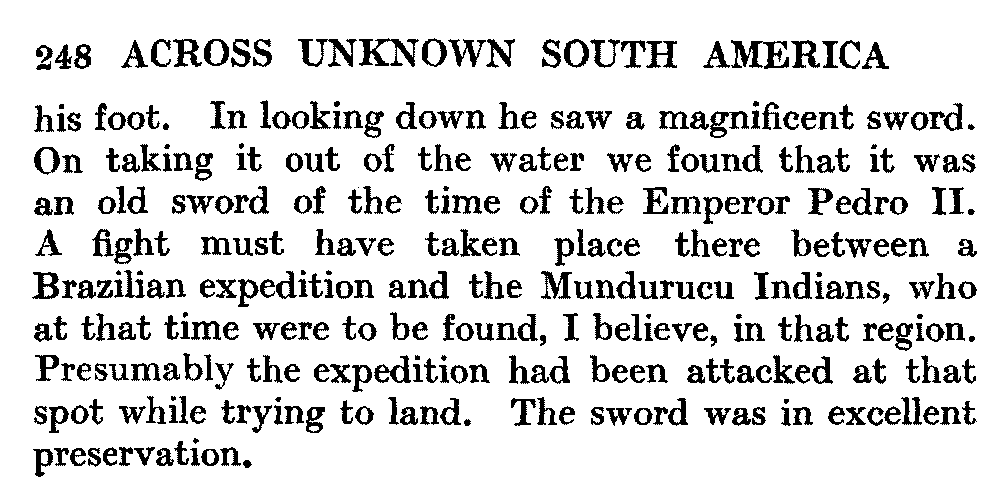 248 ACROSS UNKNOWN SOUTH AMERICA
his foot. In looking down he saw a magnificent sword.
On taking it out of the water we found that it was
an old sword of the time of the Emperor Pedro II.
A fight must have taken place there between a
Brazilian expedition and the Mundurucu Indians, who
at that time were to be found, I believe, in that region.
Presumably the expedition had been attacked at that
spot while trying to land. The sword was in excellent
preservation.